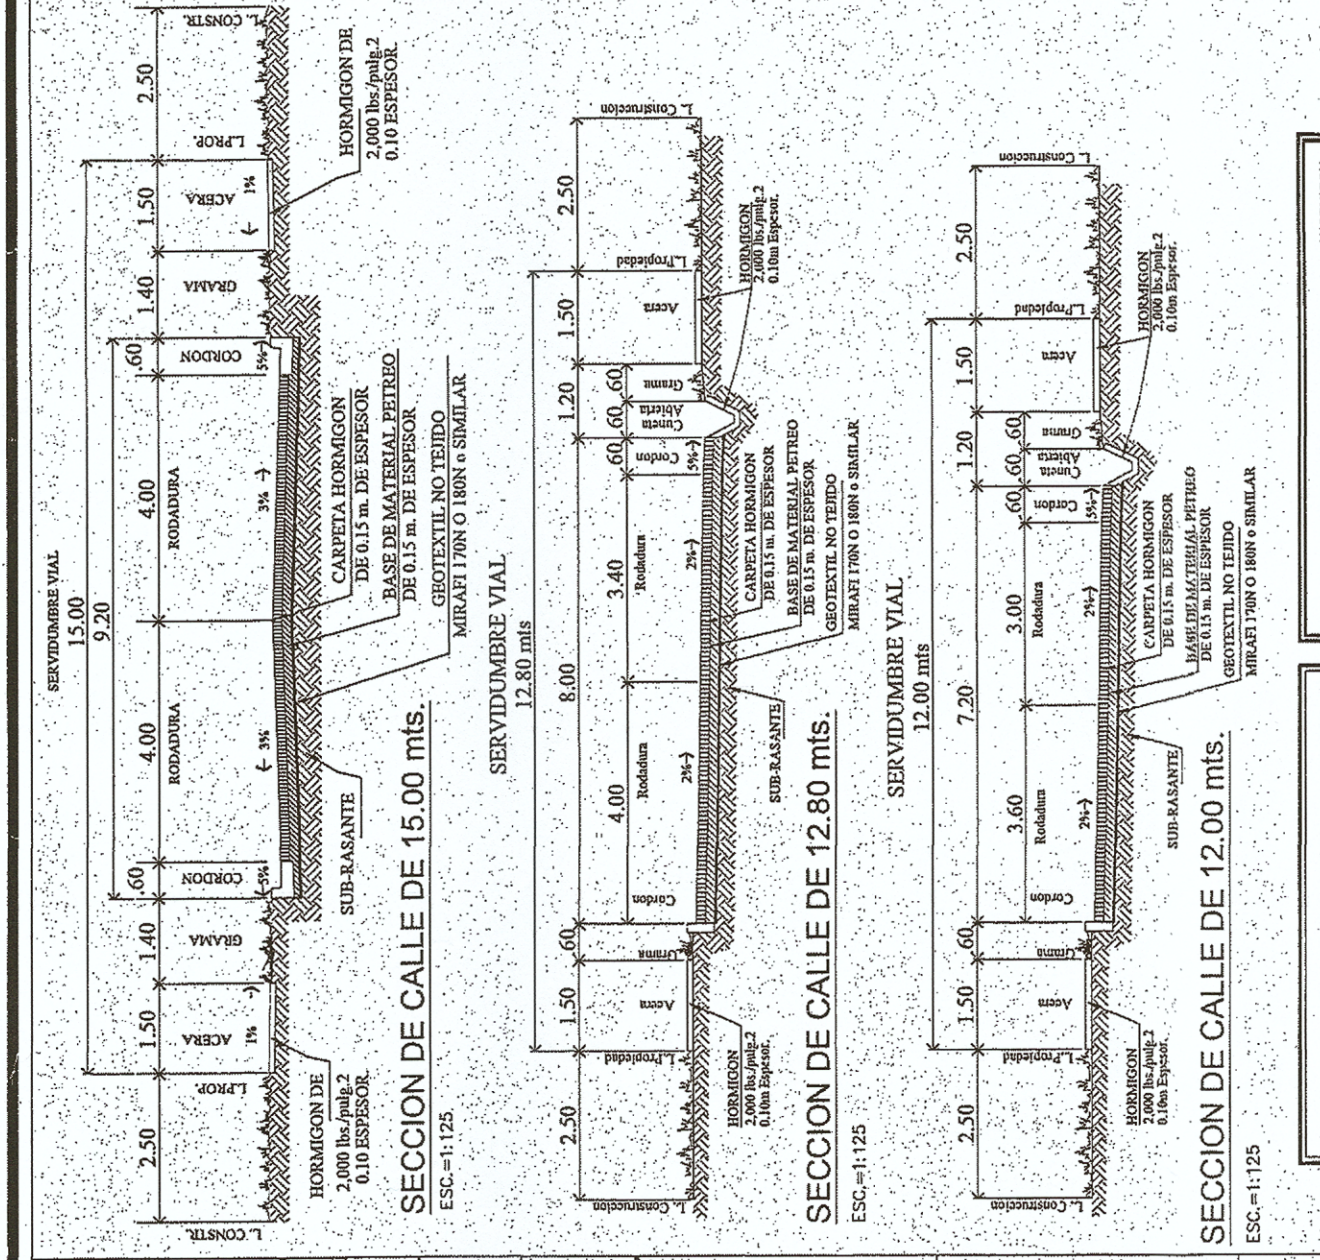 SERVIDUMBRE VIAL
15.00
9.20
2.50
1.50
1.40
.60
4.00
4.00
.60
1.40
1.50
2.50
L. CONSTR.
L.PROP.
ACERA
GRAMA
CORDON
RODADURA
RODADURA
CORDON
GRAMA
ACERA
L.PROP.
L. CONSTR.
1%
5%
3%
3%
5%
1%
HORMIGON DE
2,000 lbs./pulg.2
0.10 ESPESOR.
SUB-RASANTE
CARPETA HORMIGON
DE 0.15 m. DE ESPESOR
BASE DE MATERIAL PETREO
DE 0.15 m. DE ESPESOR
GEOTEXTIL NO TEJIDO
MIRAFI 170N O 180N o SIMILAR
HORMIGON DE
2,000 lbs./pulg.2
0.10 ESPESOR.
SECCION DE CALLE DE 15.00 mts.
ESC.=1:125
SERVIDUMBRE VIAL
12.80 mts
2.50
1.50
.60
8.00
1.20
1.50
2.50
4.00
3.40
.60
.60
.60
L. Construccion
L.Propiedad
Acera
Grama
Cordon
Rodadura
Rodadura
Cordon
Cuneta
Abierta
Grama
Acera
L.Propiedad
L. Construccion
2%
2%
5%
HORMIGON
2,000 lbs./pulg.2
0.10m Espesor.
SUB-RASANTE
CARPETA HORMIGON
DE 0.15 m. DE ESPESOR
BASE DE MATERIAL PETREO
DE 0.15 m. DE ESPESOR
GEOTEXTIL NO TEJIDO
MIRAFI 170N O 180N o SIMILAR
HORMIGON
2,000 lbs./pulg.2
0.10m Espesor.
SECCION DE CALLE DE 12.80 mts.
ESC.=1:125
SERVIDUMBRE VIAL
12.00 mts
2.50
1.50
.60
7.20
1.20
1.50
2.50
3.60
3.00
.60
.60
.60
L. Construccion
L.Propiedad
Acera
Grama
Cordon
Rodadura
Rodadura
Cordon
Cuneta
Abierta
Grama
Acera
L.Propiedad
L. Construccion
2%
2%
5%
HORMIGON
2,000 lbs./pulg.2
0.10m Espesor.
SUB-RASANTE
CARPETA HORMIGON
DE 0.15 m. DE ESPESOR
BASE DE MATERIAL PETREO
DE 0.15 m. DE ESPESOR
GEOTEXTIL NO TEJIDO
MIRAFI 170N O 180N o SIMILAR
HORMIGON
2,000 lbs./pulg.2
0.10m Espesor.
SECCION DE CALLE DE 12.00 mts.
ESC.=1:125